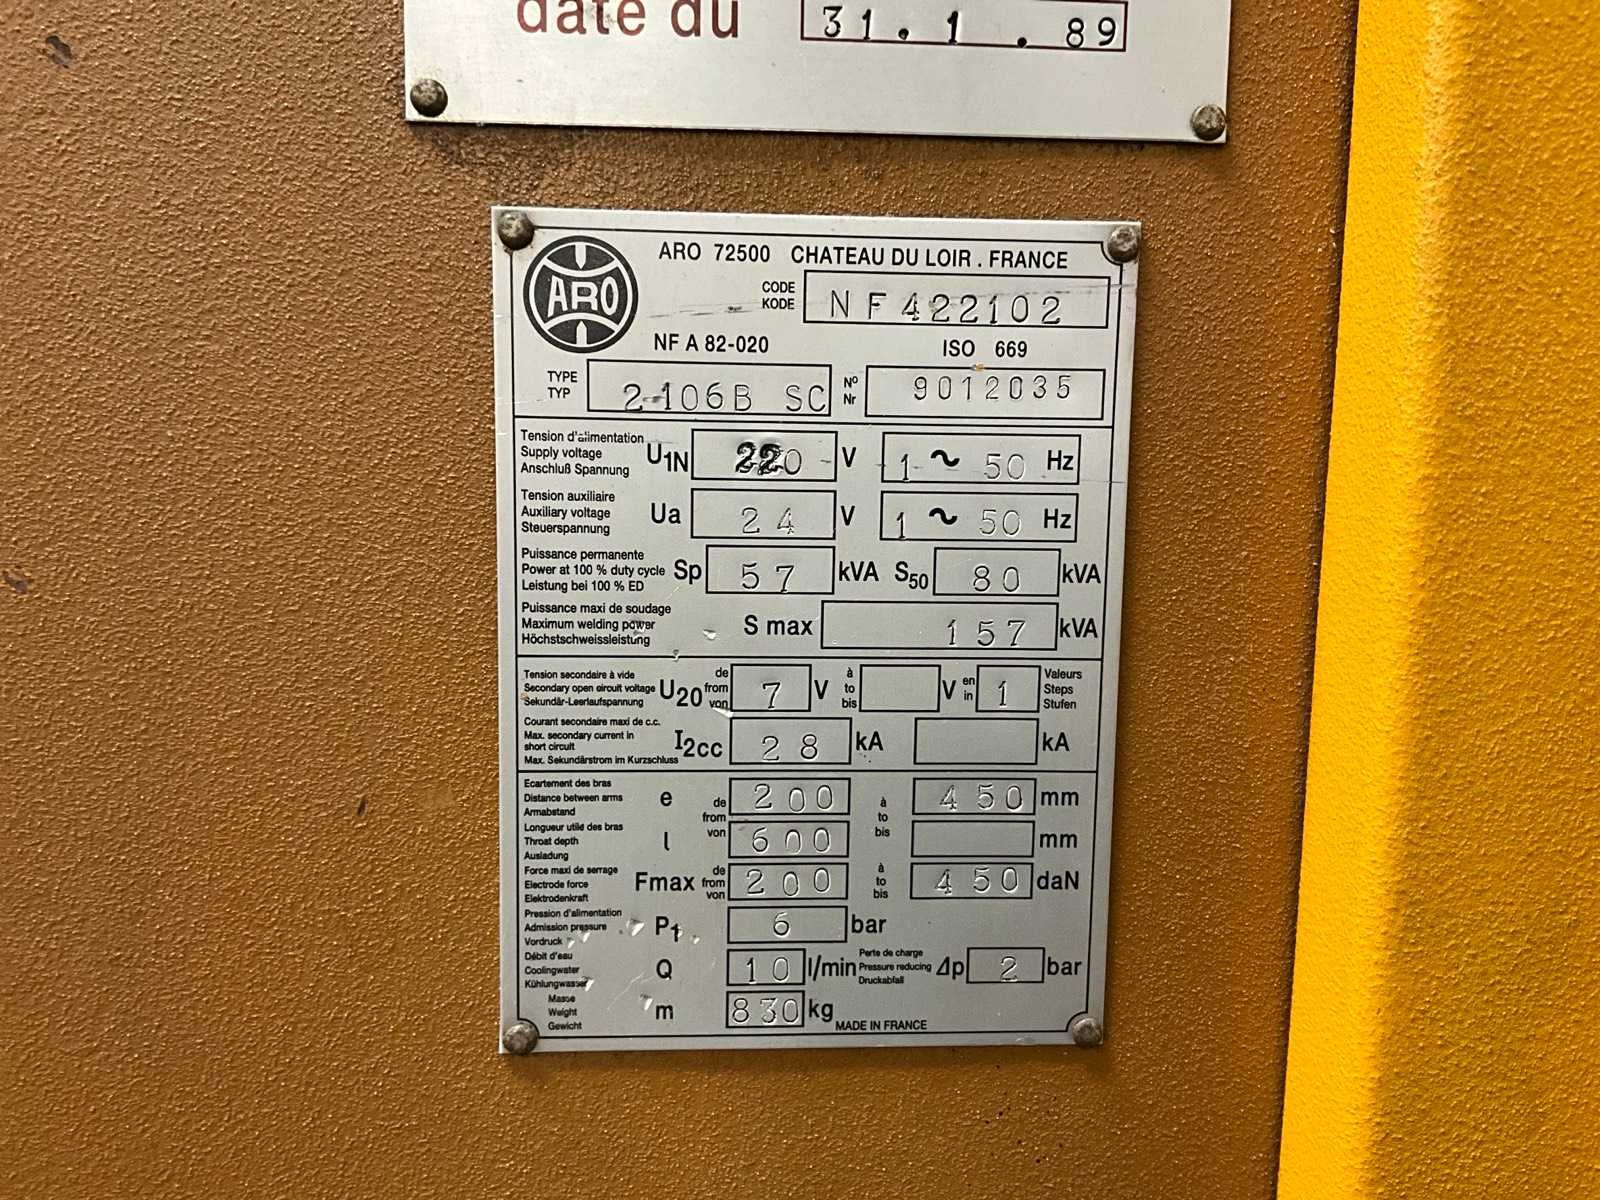 date du 31.1.89
ARO 72500 CHATEAU DU LOIR . FRANCE
ARO
CODE
KODE
NF422102
NF A 82-020 ISO 669
TYPE
TYP
2-106B SC
No
Nr
9012035
Tension d'alimentation
Supply voltage
Anschluß Spannung
U1N 220 V 1 ~ 50 Hz
Tension auxiliaire
Auxiliary voltage
Steuerspannung
Ua 24 V 1 ~ 50 Hz
Puissance permanente
Power at 100 % duty cycle
Leistung bei 100 % ED
Sp 57 kVA S50 80 kVA
Puissance maxi de soudage
Maximum welding power
Höchstschweissleistung
S max 157 kVA
Tension secondaire à vide
Secondary open circuit voltage
Sekundär-Leerlaufspannung
U20
de
from
von
7 V
à
to
bis
V
en
in
1
Valeurs
Steps
Stufen
Courant secondaire maxi de c.c.
Max. secondary current in
short circuit
Max. Sekundärstrom im Kurzschluss
I2cc 28 kA kA
Ecartement des bras
Distance between arms
Armabstand
e 200 450 mm
de
from
von
à
to
bis
Longueur utile des bras
Throat depth
Ausladung
l 600 mm
Force maxi de serrage
Electrode force
Elektrodenkraft
Fmax
de
from
von
200
à
to
bis
450 daN
Pression d'alimentation
Admission pressure
Vordruck
P1 6 bar
Débit d'eau
Coolingwater
Kühlungwasser
Q 10 l/min
Perte de charge
Pressure reducing
Druckabfall
Δp 2 bar
Masse
Weight
Gewicht
m 830 kg
MADE IN FRANCE